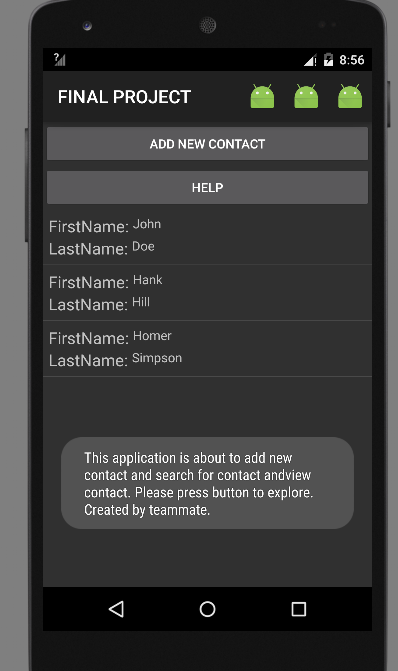 8:56
FINAL PROJECT
ADD NEW CONTACT
HELP
FirstName: John
LastName: Doe
FirstName: Hank
LastName: Hill
FirstName: Homer
LastName: Simpson
This application is about to add new
contact and search for contact andview
contact. Please press button to explore.
Created by teammate.